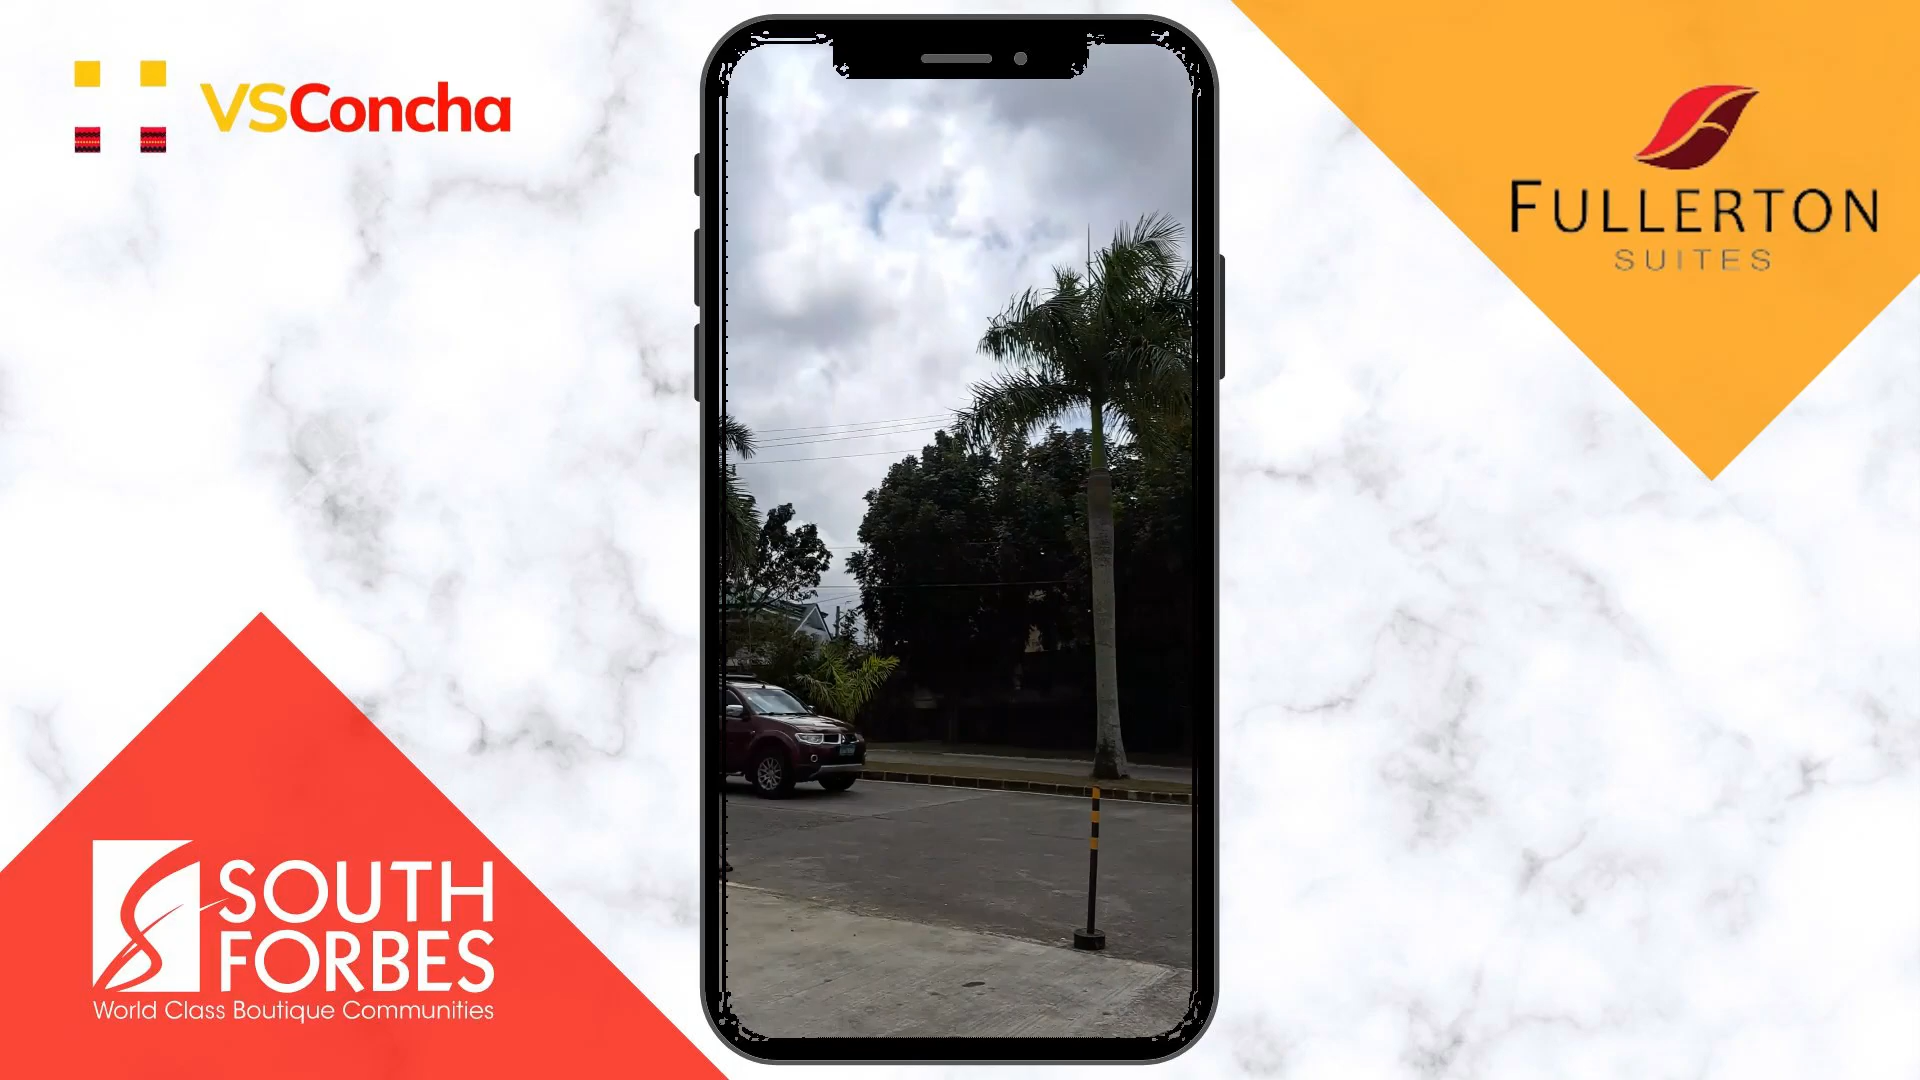 VSConcha
FULLERTON
SUITES
SOUTH
FORBES
World Class Boutique Communities